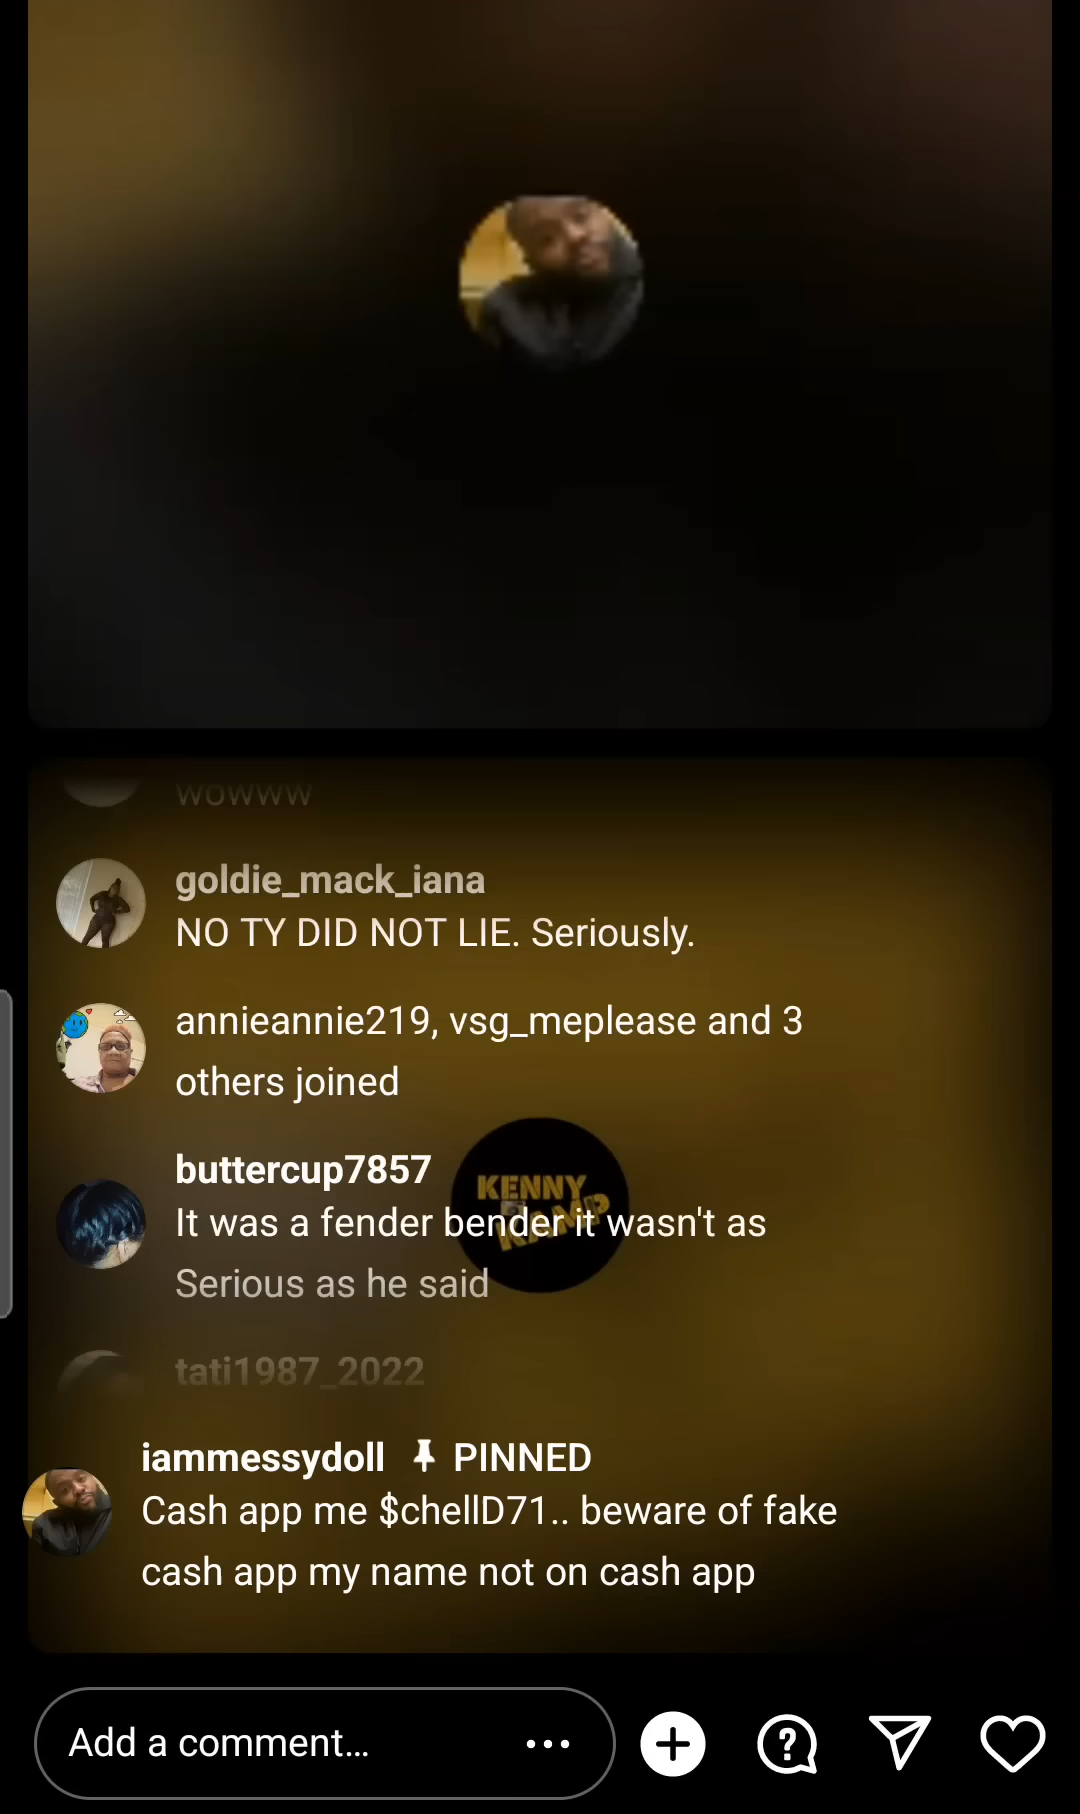 wowww
goldie_mack_iana
NO TY DID NOT LIE. Seriously.
annieannie219, vsg_meplease and 3
others joined
buttercup7857
KENNY
KAMP
It was a fender bender it wasn't as
Serious as he said
tati1987_2022
iammessydoll PINNED
Cash app me $chellD71.. beware of fake
cash app my name not on cash app
Add a comment...